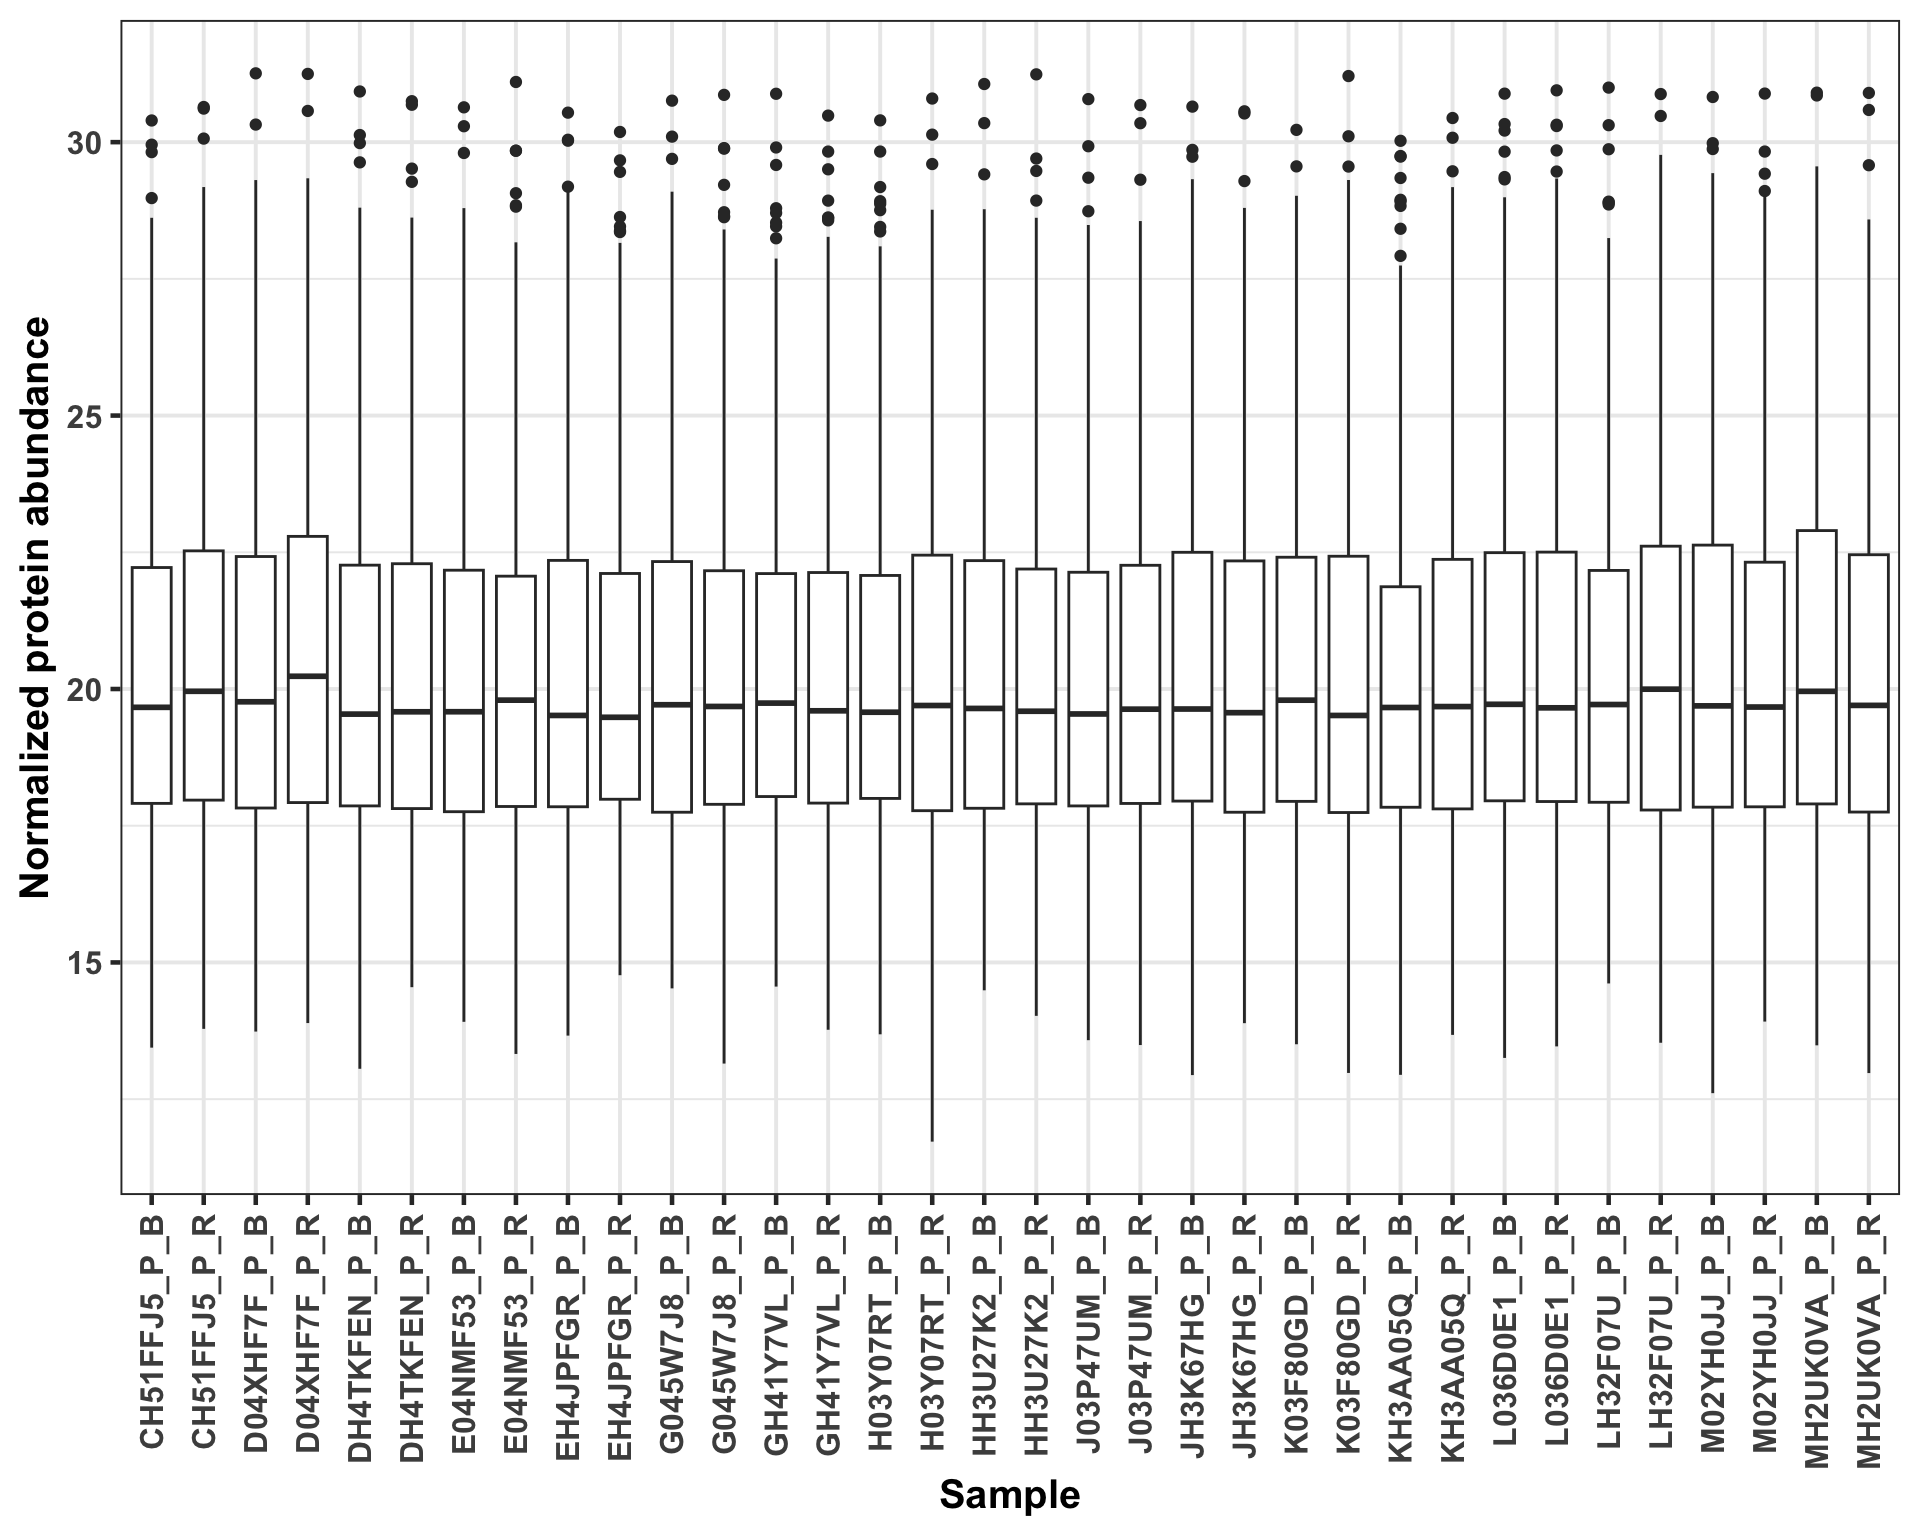 Normalized protein abundance
30
25
20
15
CH51FFJ5_P_B
CH51FFJ5_P_R
D04XHF7F_P_B
D04XHF7F_P_R
DH4TKFEN_P_B
DH4TKFEN_P_R
E04NMF53_P_B
E04NMF53_P_R
EH4JPFGR_P_B
EH4JPFGR_P_R
G045W7J8_P_B
G045W7J8_P_R
GH41Y7VL_P_B
GH41Y7VL_P_R
H03Y07RT_P_B
H03Y07RT_P_R
HH3U27K2_P_B
HH3U27K2_P_R
J03P47UM_P_B
J03P47UM_P_R
JH3K67HG_P_B
JH3K67HG_P_R
K03F80GD_P_B
K03F80GD_P_R
KH3AA05Q_P_B
KH3AA05Q_P_R
L036D0E1_P_B
L036D0E1_P_R
LH32F07U_P_B
LH32F07U_P_R
M02YH0JJ_P_B
M02YH0JJ_P_R
MH2UK0VA_P_B
MH2UK0VA_P_R
Sample